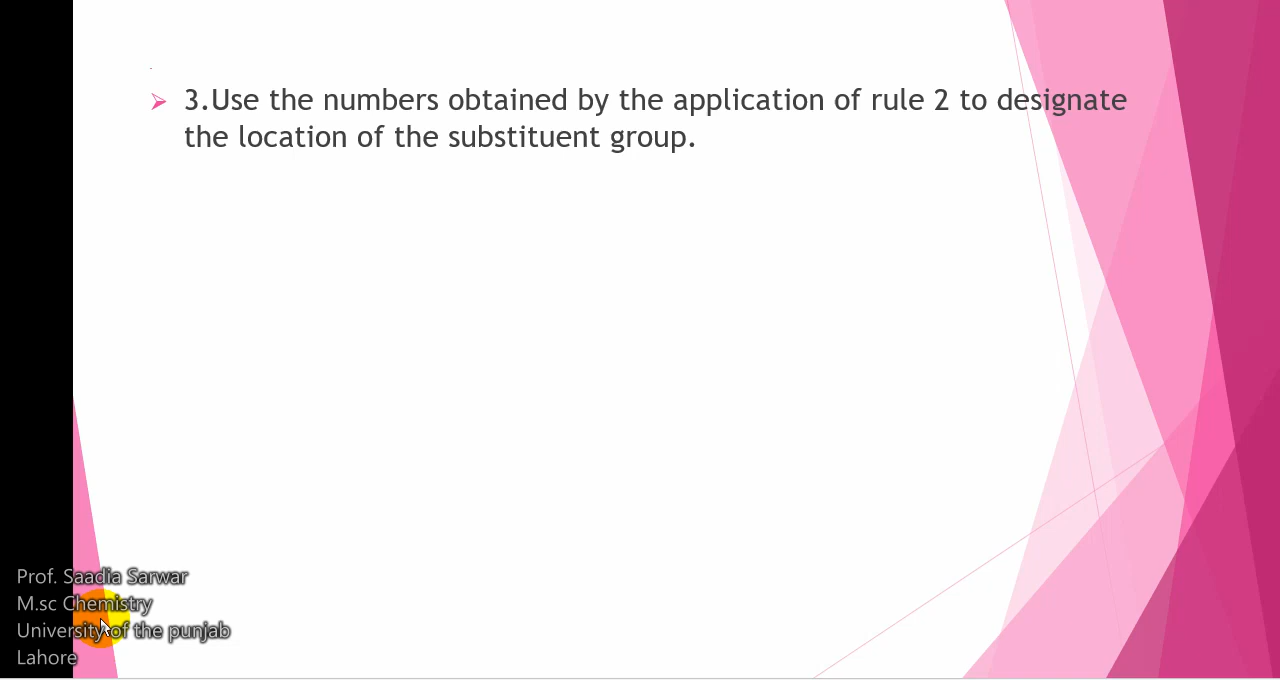 3.Use the numbers obtained by the application of rule 2 to designate
the location of the substituent group.
Prof. Saadia Sarwar
M.sc Chemistry
University of the punjab
Lahore